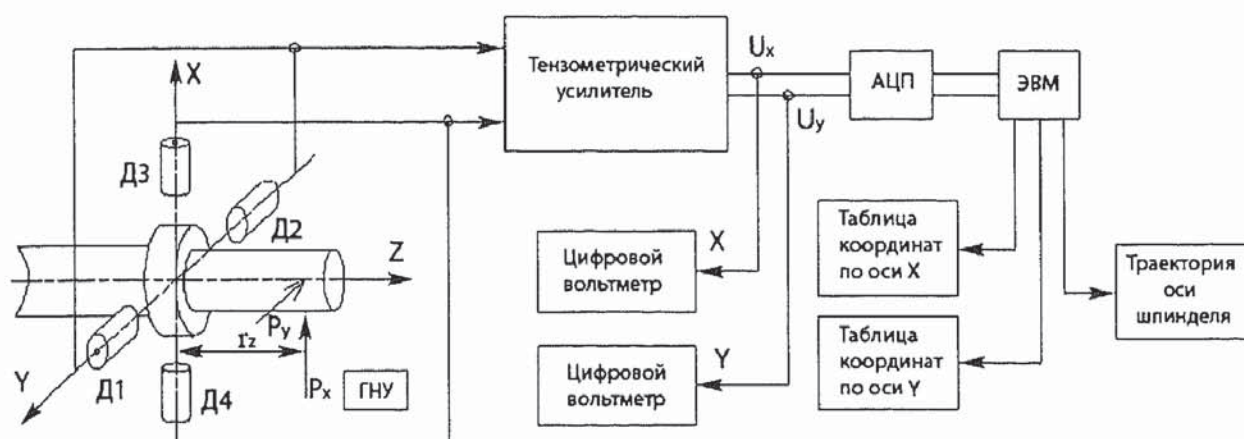 X
Д3
Д2
Z
Y
Д1
Д4
Py
rz
Px
ГНУ
Тензометрический
усилитель
Ux
Uy
АЦП
ЭВМ
X
Цифровой
вольтметр
Y
Цифровой
вольтметр
Таблица
координат
по оси X
Таблица
координат
по оси Y
Траектория
оси
шпинделя